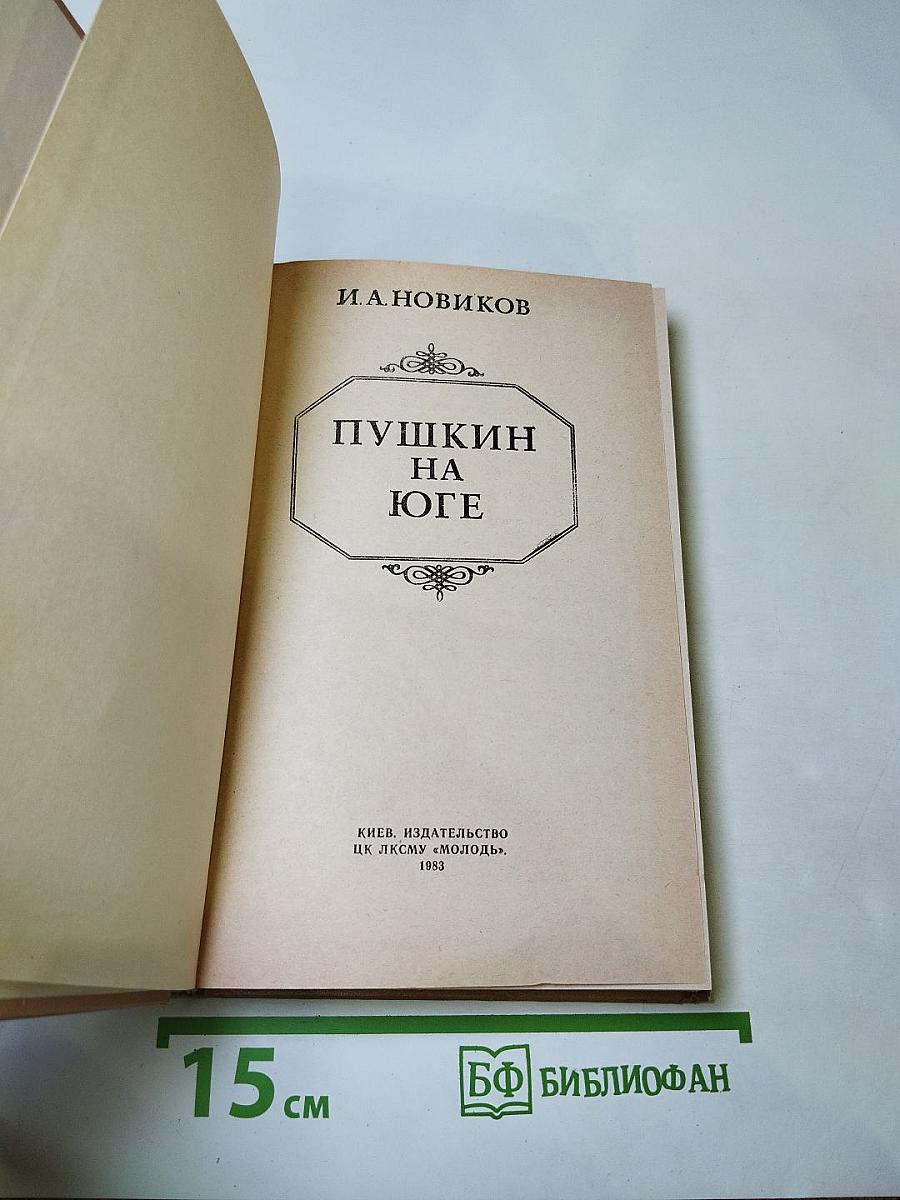 И. А. НОВИКОВ
ПУШКИН
НА
ЮГЕ
КИЕВ. ИЗДАТЕЛЬСТВО
ЦК ЛКСМУ «МОЛОДЬ».
1983
15 см
БФ БИБЛИОФАН